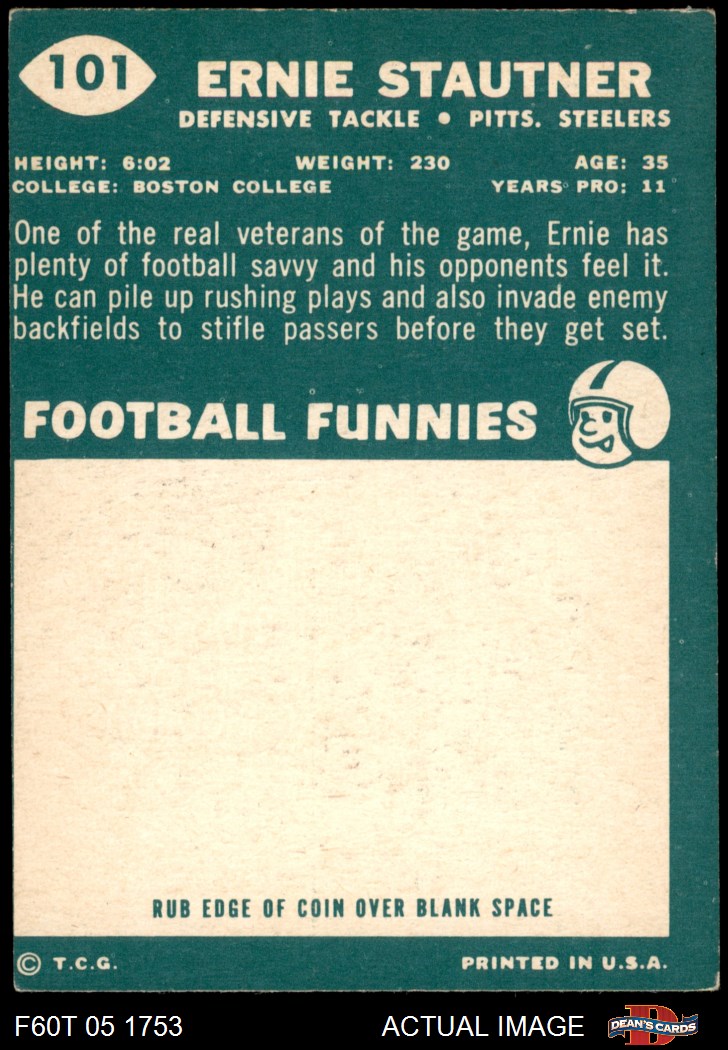 101
ERNIE STAUTNER
DEFENSIVE TACKLE • PITTS. STEELERS
HEIGHT: 6:02 WEIGHT: 230 AGE: 35
COLLEGE: BOSTON COLLEGE YEARS PRO: 11
One of the real veterans of the game, Ernie has
plenty of football savvy and his opponents feel it.
He can pile up rushing plays and also invade enemy
backfields to stifle passers before they get set.
FOOTBALL FUNNIES
RUB EDGE OF COIN OVER BLANK SPACE
© T.C.G. PRINTED IN U.S.A.
F60T 05 1753 ACTUAL IMAGE D DEAN'S CARDS